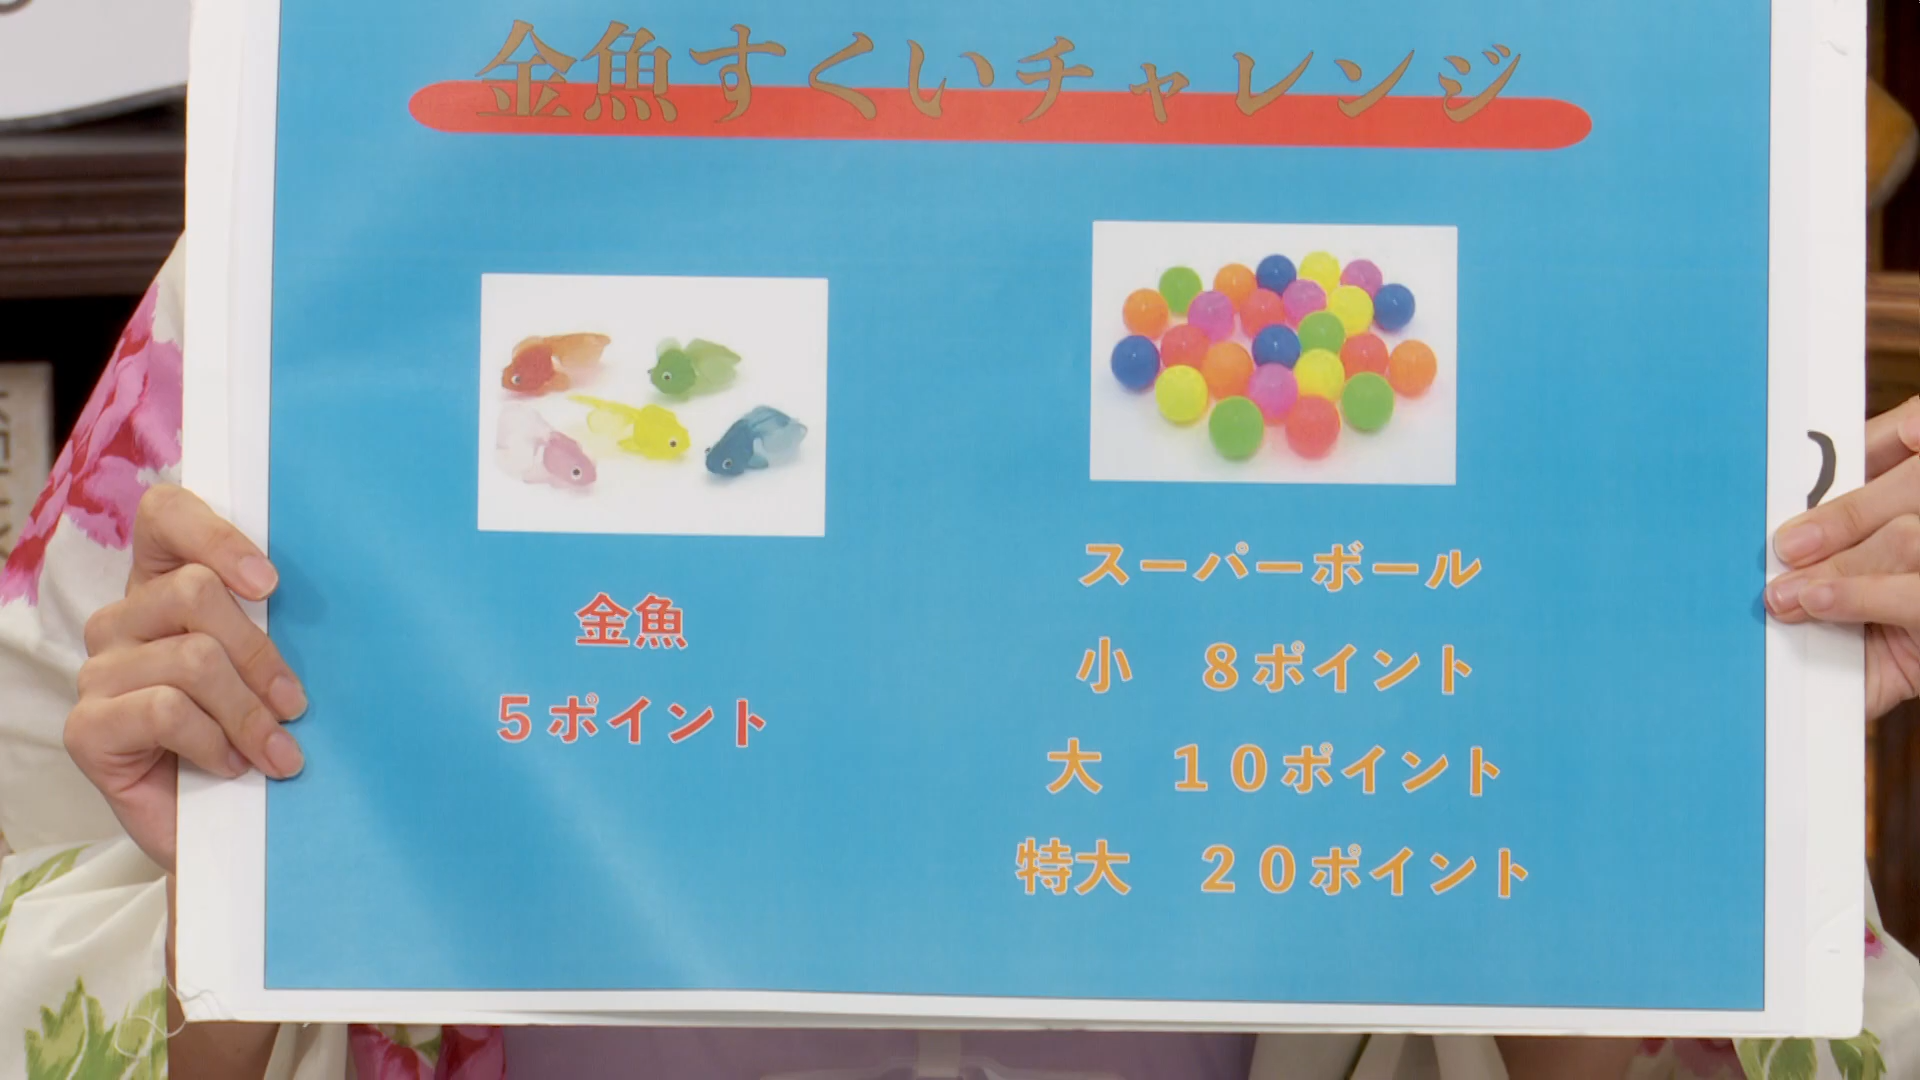 金魚すくいチャレンジ
金魚
５ポイント
スーパーボール
小　８ポイント
大　１０ポイント
特大　２０ポイント